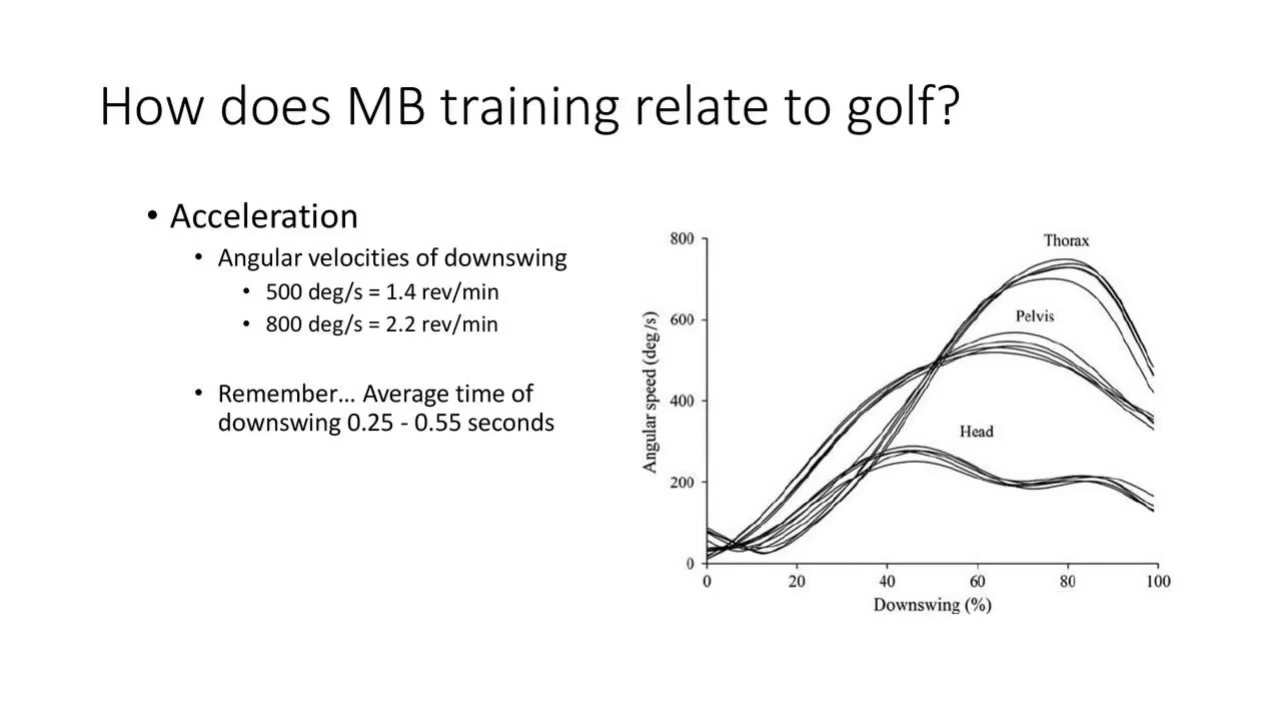 How does MB training relate to golf?
• Acceleration
• Angular velocities of downswing
• 500 deg/s = 1.4 rev/min
• 800 deg/s = 2.2 rev/min
• Remember... Average time of
downswing 0.25 - 0.55 seconds
Angular speed (deg/s)
800
600
400
200
0
Thorax
Pelvis
Head
0 20 40 60 80 100
Downswing (%)